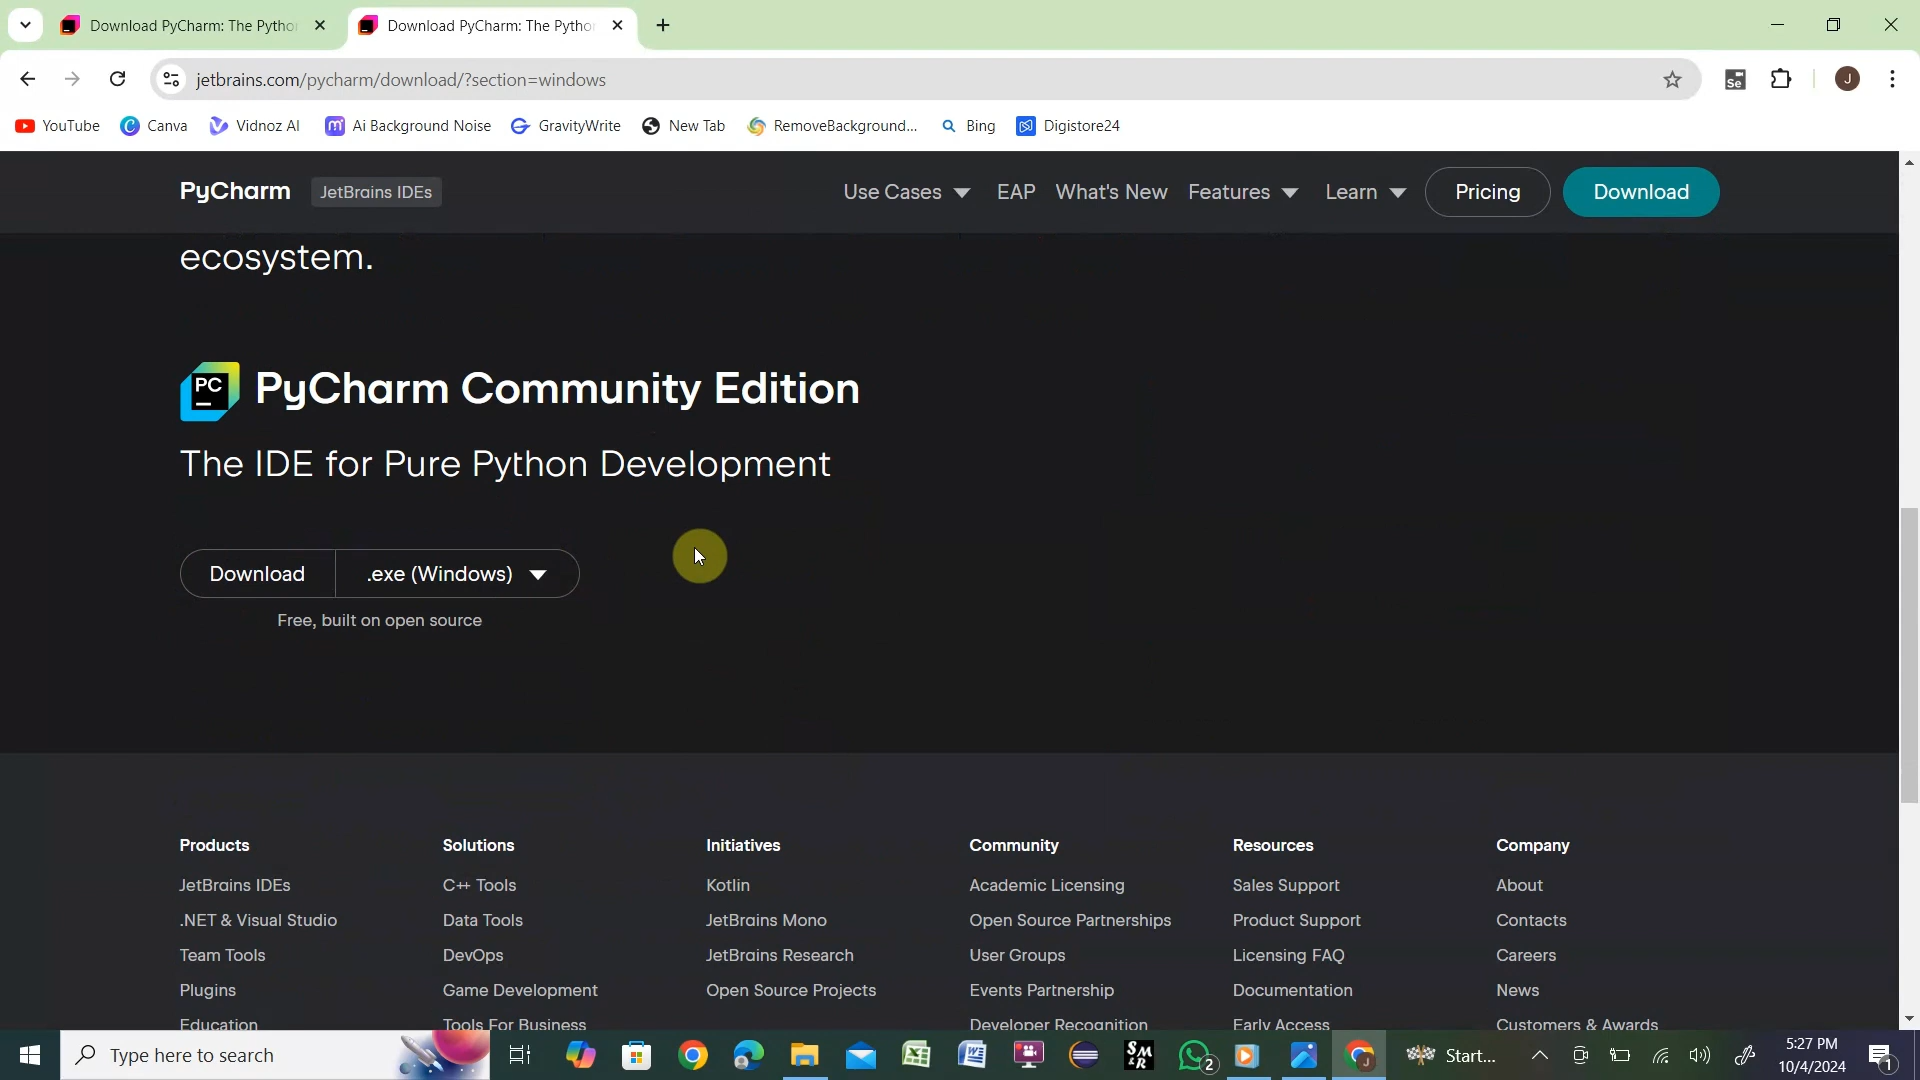 Download PyCharm: The Pytho
Download PyCharm: The Pytho
jetbrains.com/pycharm/download/?section=windows
Se
J
YouTube
Canva
Vidnoz AI
Ai Background Noise
GravityWrite
New Tab
RemoveBackground...
Bing
Digistore24
PyCharm
JetBrains IDEs
Use Cases
EAP
What's New
Features
Learn
Pricing
Download
ecosystem.
PC
PyCharm Community Edition
The IDE for Pure Python Development
Download
.exe (Windows)
Free, built on open source
Products
Solutions
Initiatives
Community
Resources
Company
JetBrains IDEs
C++ Tools
Kotlin
Academic Licensing
Sales Support
About
.NET & Visual Studio
Data Tools
JetBrains Mono
Open Source Partnerships
Product Support
Contacts
Team Tools
DevOps
JetBrains Research
User Groups
Licensing FAQ
Careers
Plugins
Game Development
Open Source Projects
Events Partnership
Documentation
News
Education
Tools For Business
Developer Recognition
Early Access
Customers & Awards
Type here to search
SM
&R
2
J
Start...
5:27 PM
10/4/2024
1